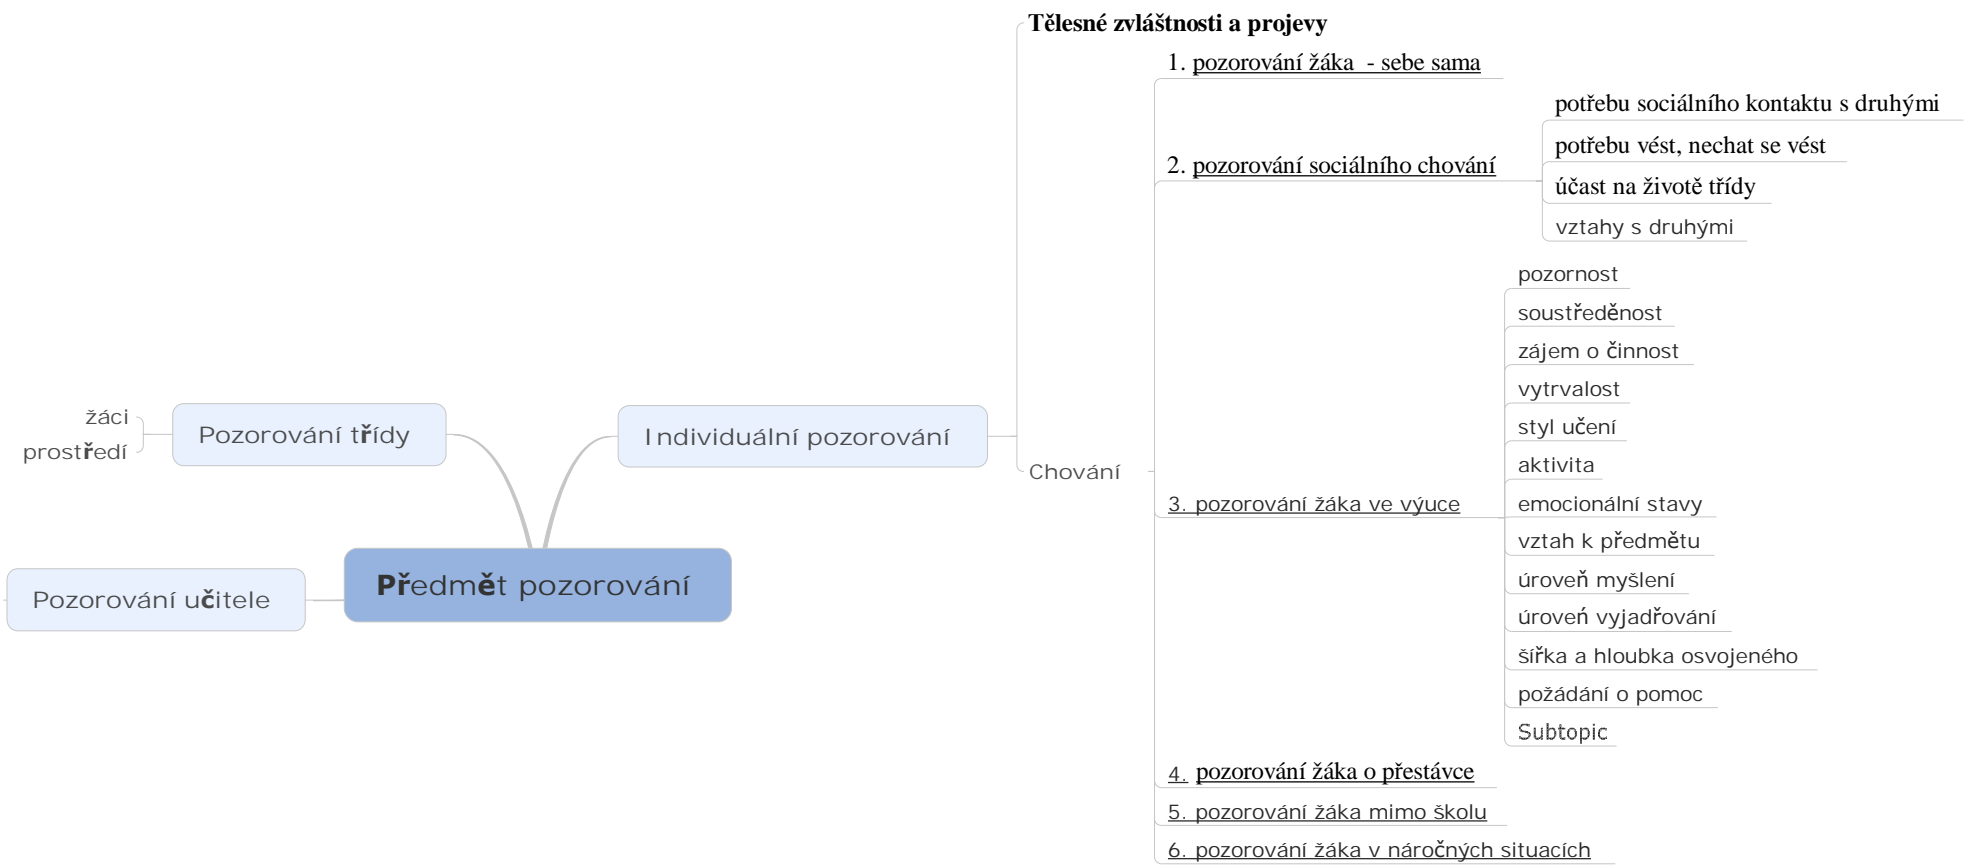 Předmět pozorování
Pozorování třídy
žáci
prostředí
Pozorování učitele
Individuální pozorování
Tělesné zvláštnosti a projevy
Chování
1. pozorování žáka - sebe sama
2. pozorování sociálního chování
potřebu sociálního kontaktu s druhými
potřebu vést, nechat se vést
účast na životě třídy
vztahy s druhými
3. pozorování žáka ve výuce
pozornost
soustředěnost
zájem o činnost
vytrvalost
styl učení
aktivita
emocionální stavy
vztah k předmětu
úroveň myšlení
úroveń vyjadřování
šířka a hloubka osvojeného
požádání o pomoc
Subtopic
4. pozorování žáka o přestávce
5. pozorování žáka mimo školu
6. pozorování žáka v náročných situacích